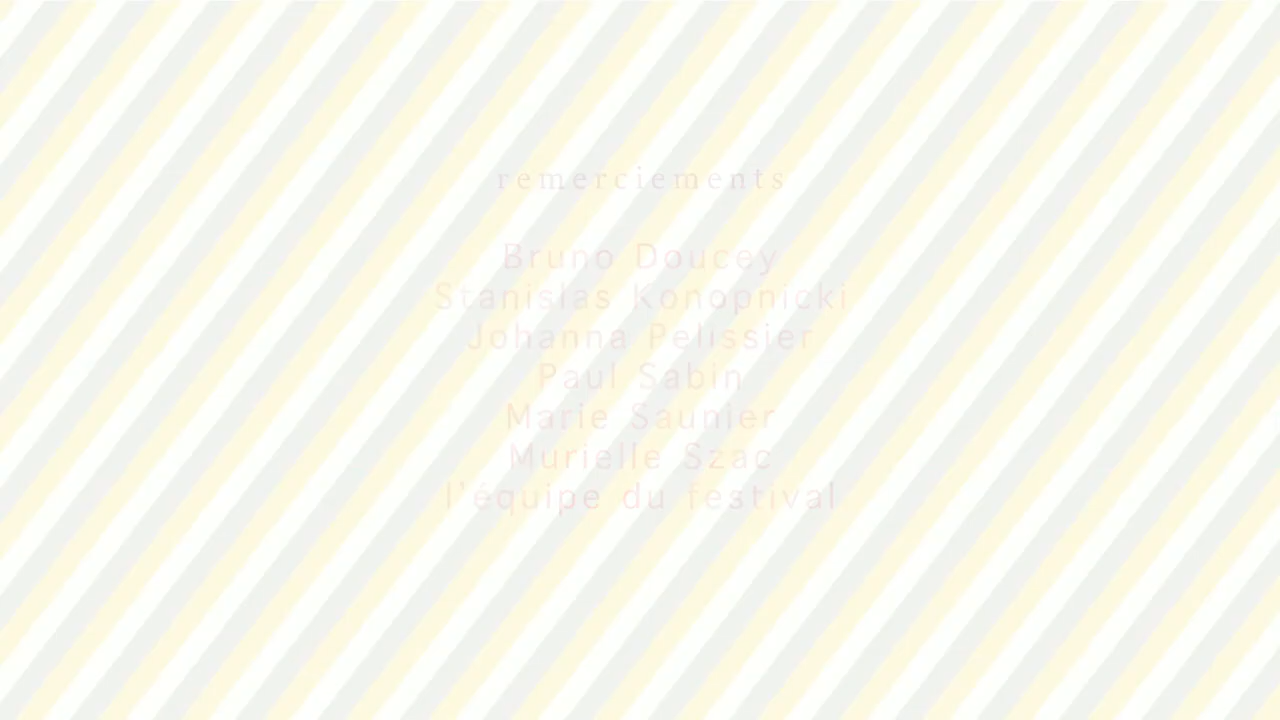 remerciements
Bruno Doucey
Stanislas Konopnicki
Johanna Pelissier
Paul Sabin
Marie Saunier
Murielle Szac
l'équipe du festival